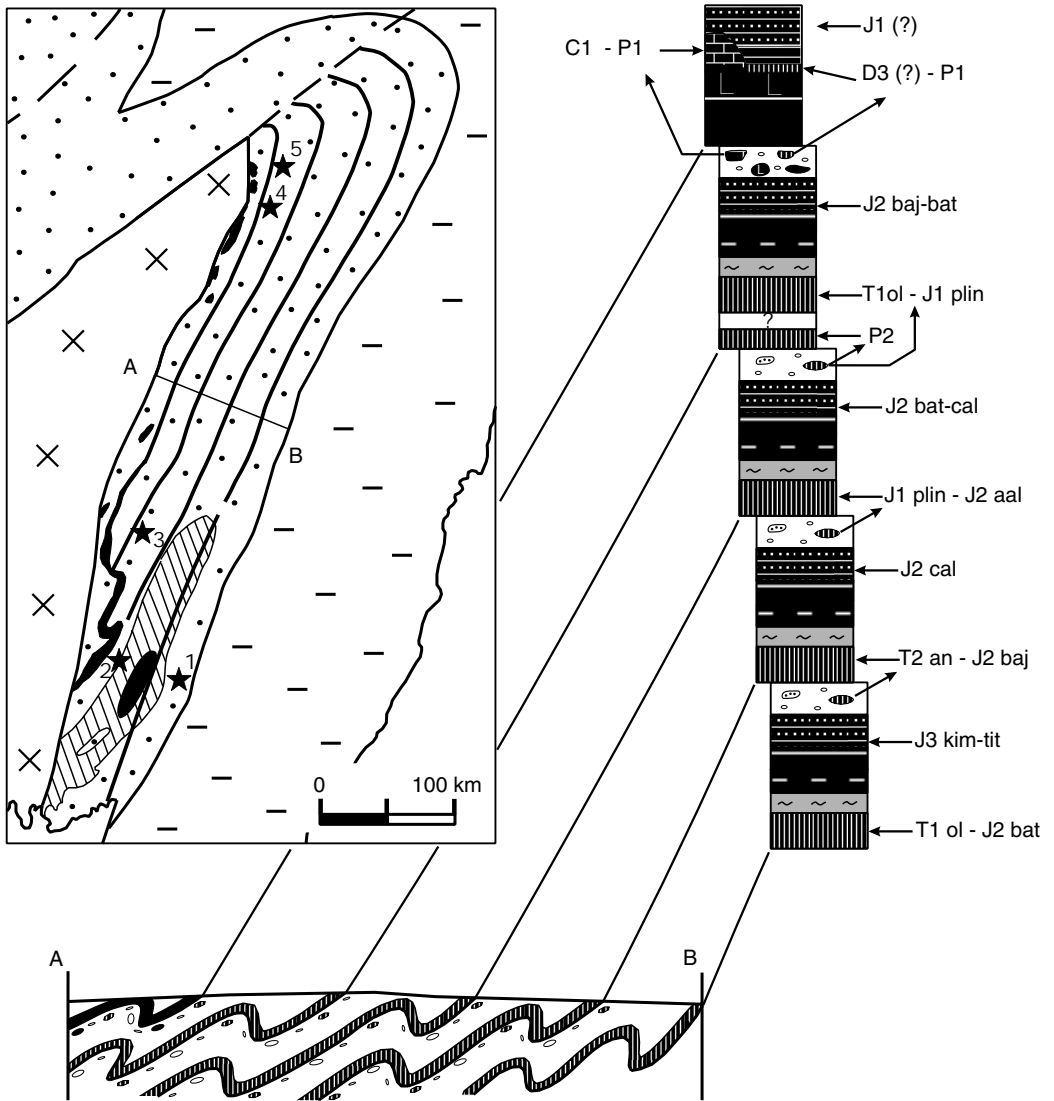 J1 (?)
C1 - P1
D3 (?) - P1
L
J2 baj-bat
T1ol - J1 plin
?
P2
J2 bat-cal
J1 plin - J2 aal
J2 cal
T2 an - J2 baj
J3 kim-tit
T1 ol - J2 bat
5
4
A
B
3
2
1
0 100 km
A B